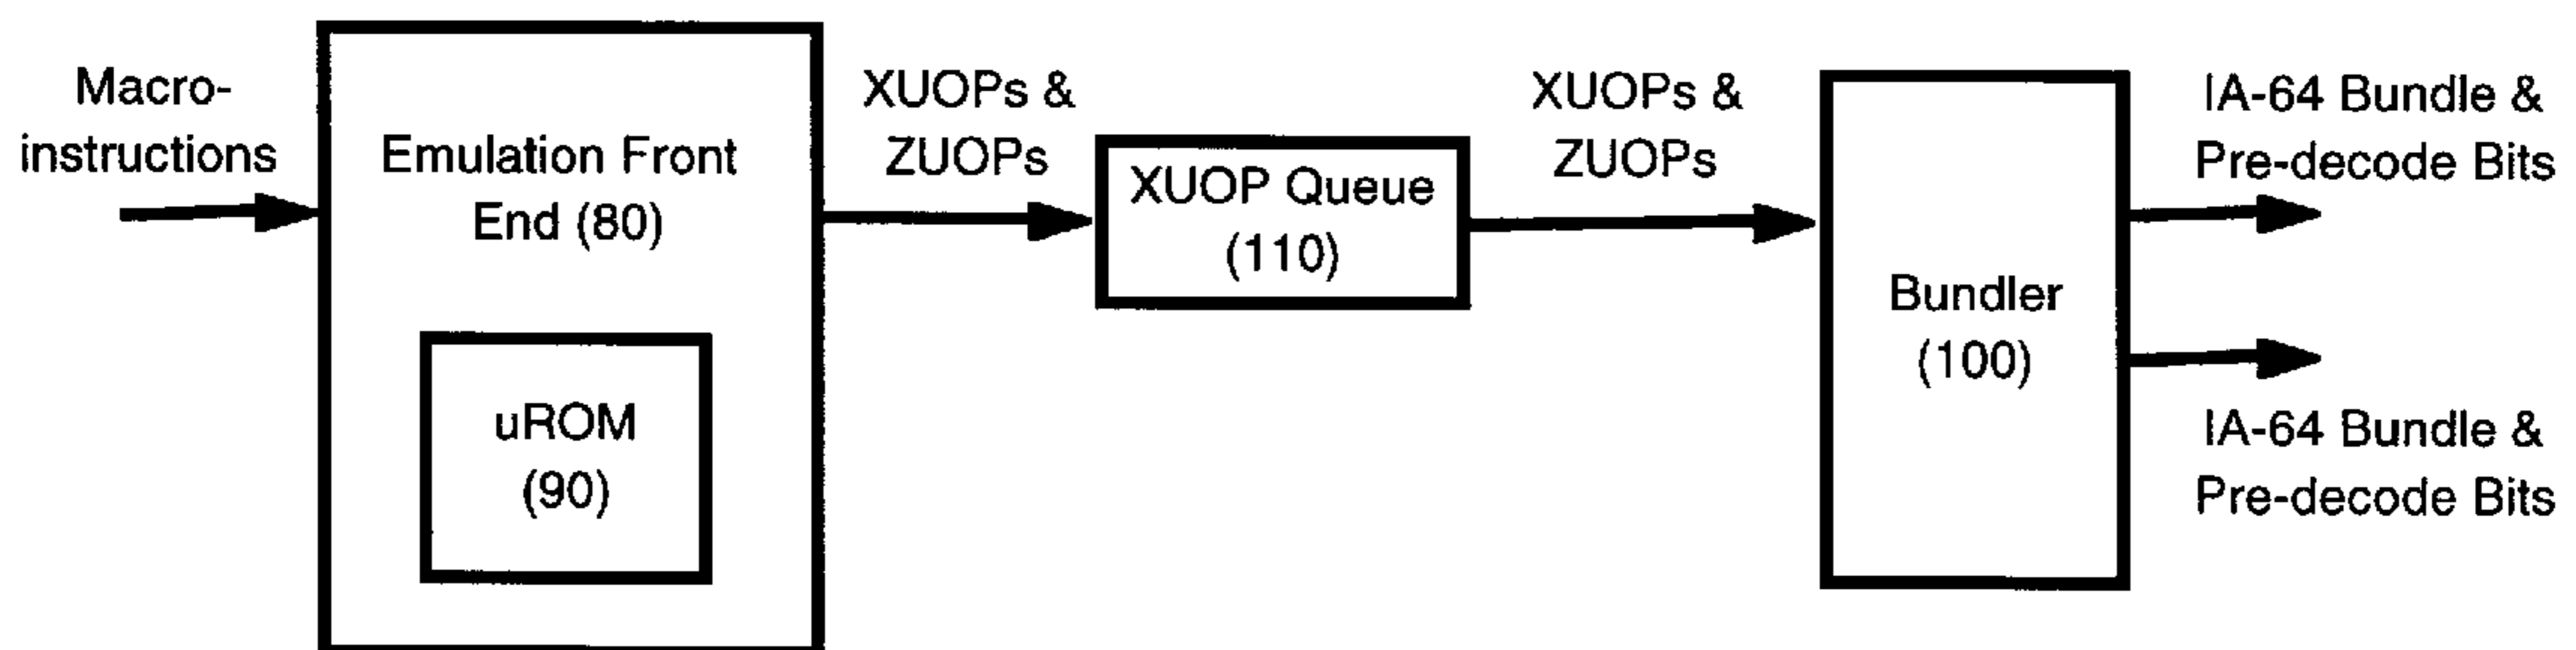 Macro-
instructions
Emulation Front
End (80)
uROM
(90)
XUOPs &
ZUOPs
XUOP Queue
(110)
XUOPs &
ZUOPs
Bundler
(100)
IA-64 Bundle &
Pre-decode Bits
IA-64 Bundle &
Pre-decode Bits